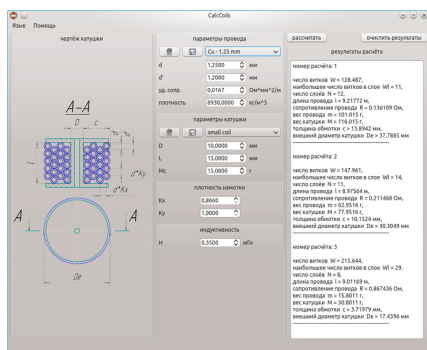 CalcCoils
Язык Помощь
чертёж катушки
A-A
D
c
d
d'
L
d'*Ky
d'*Kx
A
A
De
параметры провода
Cu - 1.25 mm
d 1,2500 мм
d' 1,2000 мм
уд. сопр. 0,0167 Ом*мм^2/м
плотность 8930,0000 кг/м^3
параметры катушки
small coil
D 10,0000 мм
L 15,0000 мм
Mc 15,0000 г
плотность намотки
Kx 0,8660
Ky 1,0000
индуктивность
H 0,3500 мГн
рассчитать очистить результаты
результаты расчёта
номер расчёта: 1
число витков W = 128.487,
наибольшее число витков в слое Wl = 11,
число слоёв N = 12,
длина провода l = 9.21772 м,
сопротивление провода R = 0.136109 Ом,
вес провода m = 101.015 г,
вес катушки M = 116.015 г,
толщина обмотки c > 13.8942 мм,
внешний диаметр катушки De > 37.7885 мм
номер расчёта: 2
число витков W = 147.961,
наибольшее число витков в слое Wl = 14,
число слоёв N = 11,
длина провода l = 8.97564 м,
сопротивление провода R = 0.211468 Ом,
вес провода m = 62.9516 г,
вес катушки M = 77.9516 г,
толщина обмотки c > 10.1524 мм,
внешний диаметр катушки De > 30.3049 мм
номер расчёта: 3
число витков W = 215.644,
наибольшее число витков в слое Wl = 29,
число слоёв N = 8,
длина провода l = 9.01169 м,
сопротивление провода R = 0.867436 Ом,
вес провода m = 15.8011 г,
вес катушки M = 30.8011 г,
толщина обмотки c > 3.71979 мм,
внешний диаметр катушки De > 17.4396 мм